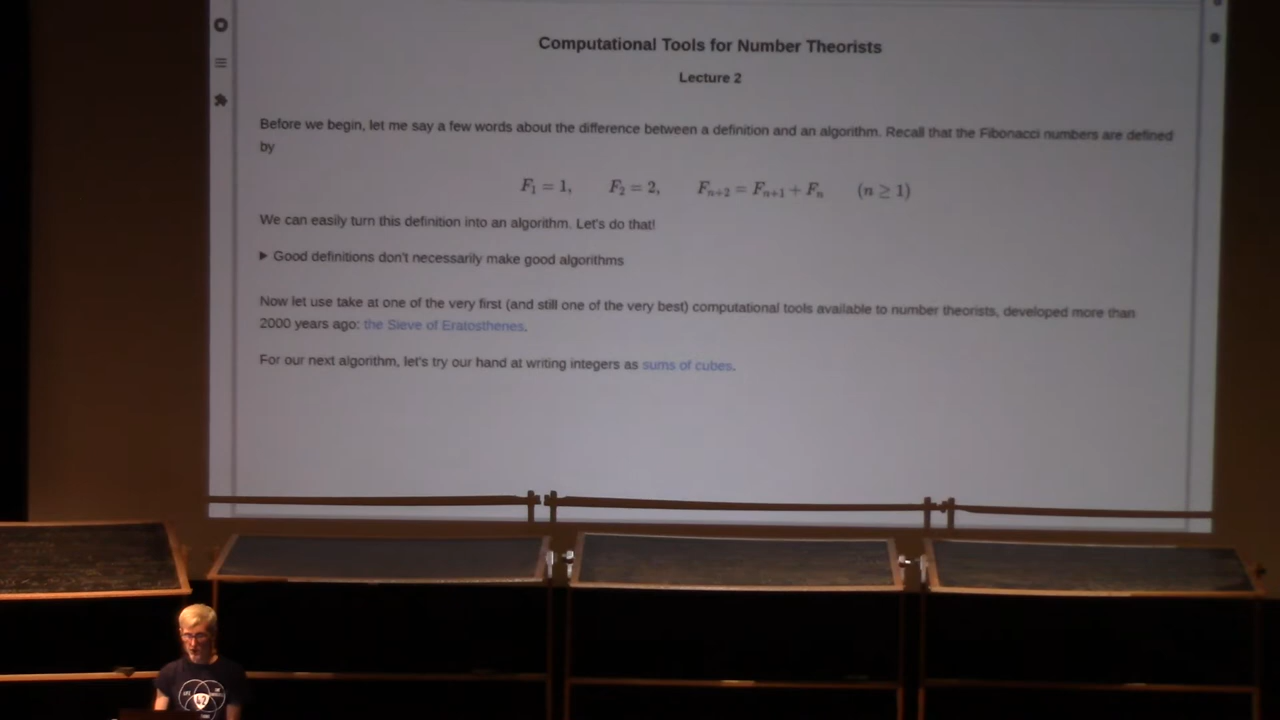 Computational Tools for Number Theorists
Lecture 2
Before we begin, let me say a few words about the difference between a definition and an algorithm. Recall that the Fibonacci numbers are defined
by
F₁ = 1, F₂ = 2, Fₙ₊₂ = Fₙ₊₁ + Fₙ (n ≥ 1)
We can easily turn this definition into an algorithm. Let's do that!
▶ Good definitions don't necessarily make good algorithms
Now let use take at one of the very first (and still one of the very best) computational tools available to number theorists, developed more than
2000 years ago: the Sieve of Eratosthenes.
For our next algorithm, let's try our hand at writing integers as sums of cubes.
42